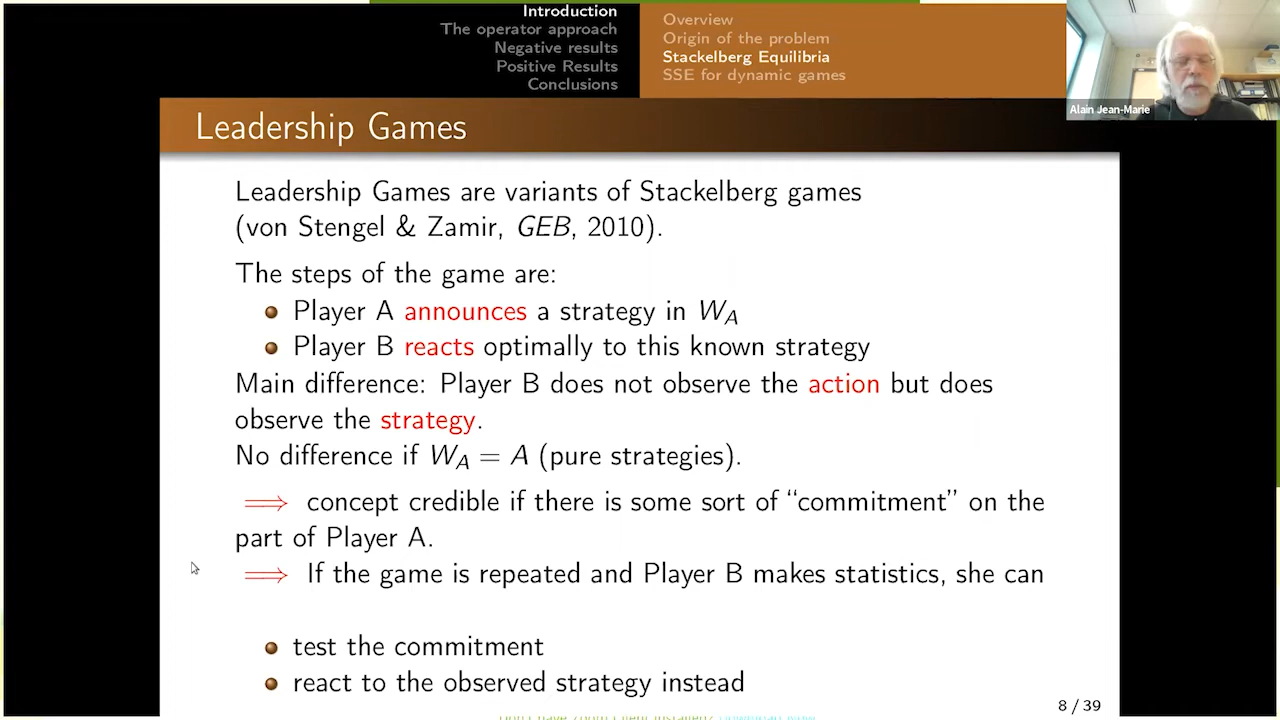 Introduction
The operator approach
Negative results
Positive Results
Conclusions
Overview
Origin of the problem
Stackelberg Equilibria
SSE for dynamic games
Alain Jean-Marie
Leadership Games
Leadership Games are variants of Stackelberg games
(von Stengel & Zamir, GEB, 2010).
The steps of the game are:
Player A announces a strategy in W_A
Player B reacts optimally to this known strategy
Main difference: Player B does not observe the action but does
observe the strategy.
No difference if W_A = A (pure strategies).
⟹ concept credible if there is some sort of “commitment” on the
part of Player A.
⟹ If the game is repeated and Player B makes statistics, she can
test the commitment
react to the observed strategy instead
8 / 39